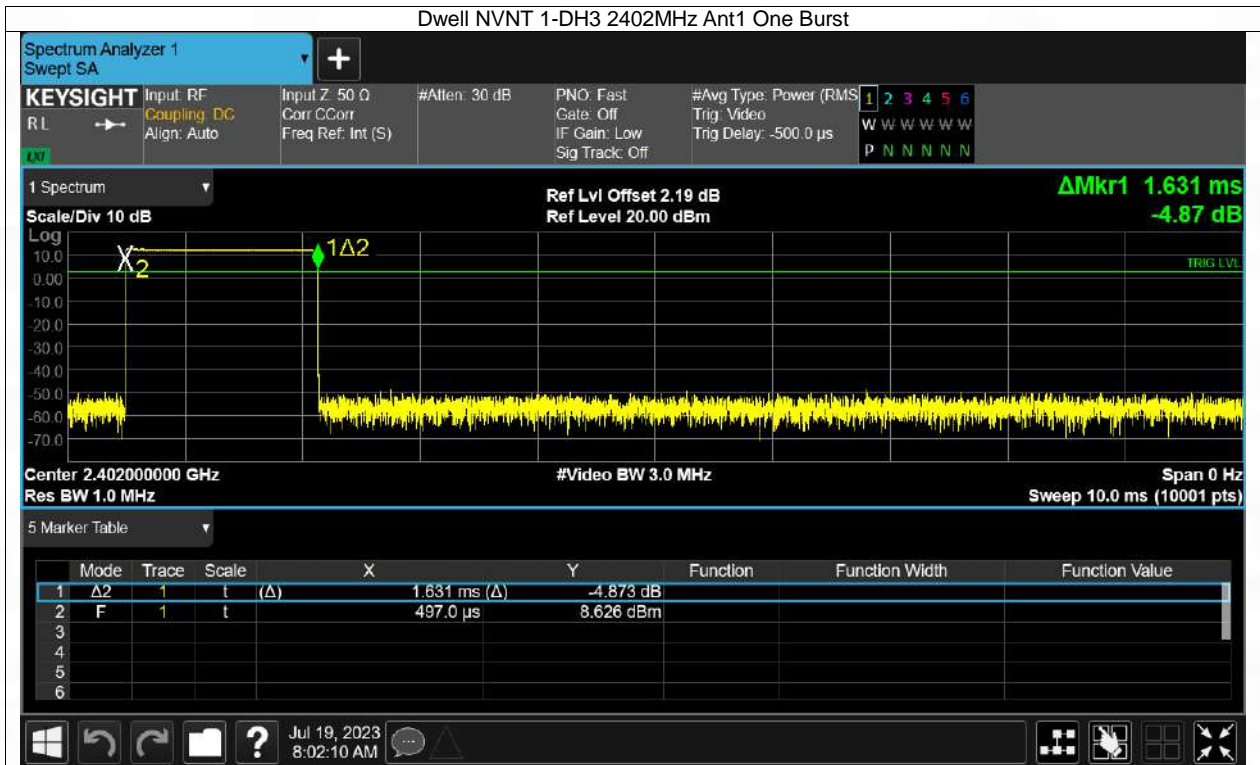 Dwell NVNT 1-DH3 2402MHz Ant1 One Burst
Spectrum Analyzer 1
Swept SA
+
KEYSIGHT Input: RF Input Z: 50 Ω #Atten: 30 dB PNO: Fast #Avg Type: Power (RMS 1 2 3 4 5 6
RL Coupling: DC Corr CCorr Gate: Off Trig: Video W W W W W W
Align: Auto Freq Ref: Int (S) IF Gain: Low Trig Delay: -500.0 µs
LXI Sig Track: Off P N N N N N
1 Spectrum Ref Lvl Offset 2.19 dB ΔMkr1 1.631 ms
Scale/Div 10 dB Ref Level 20.00 dBm -4.87 dB
Log
10.0 X2 1Δ2 TRIG LVL
0.00
-10.0
-20.0
-30.0
-40.0
-50.0
-60.0
-70.0
Center 2.402000000 GHz #Video BW 3.0 MHz Span 0 Hz
Res BW 1.0 MHz Sweep 10.0 ms (10001 pts)
5 Marker Table
Mode Trace Scale X Y Function Function Width Function Value
1 Δ2 1 t (Δ) 1.631 ms (Δ) -4.873 dB
2 F 1 t 497.0 µs 8.626 dBm
3
4
5
6
? Jul 19, 2023
8:02:10 AM